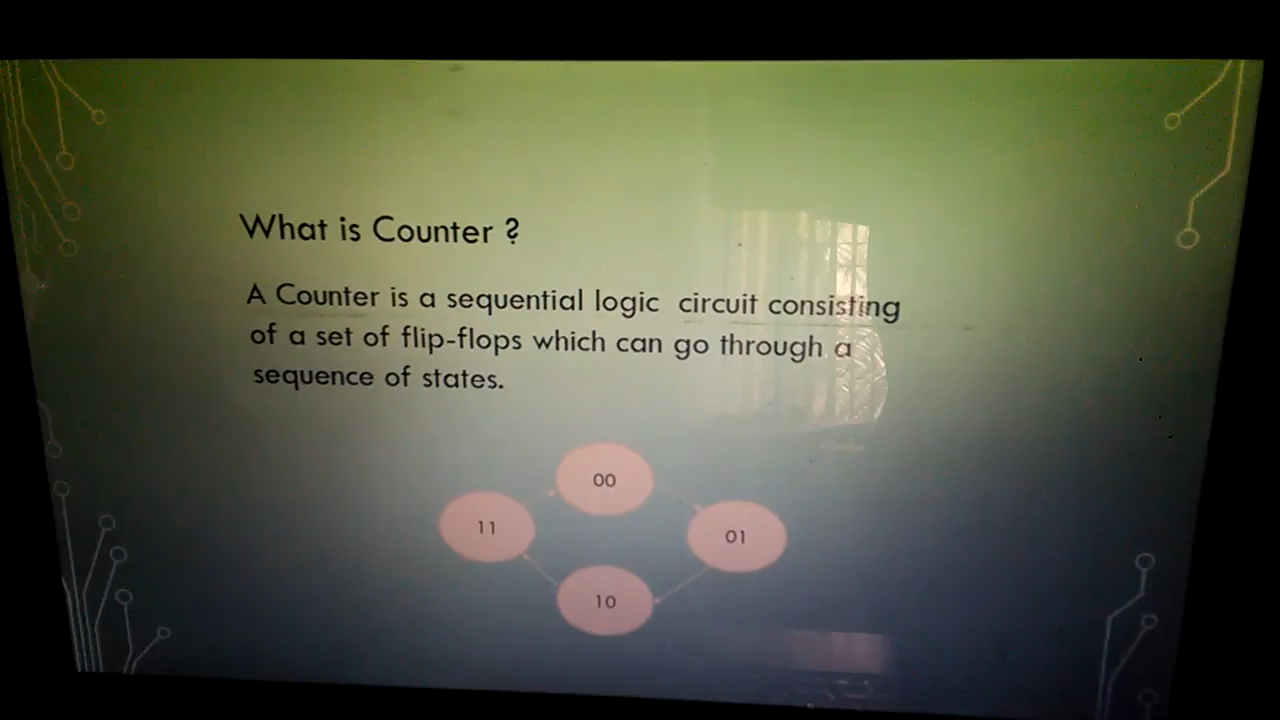 What is Counter ?
A Counter is a sequential logic circuit consisting
of a set of flip-flops which can go through a
sequence of states.
00
11
01
10